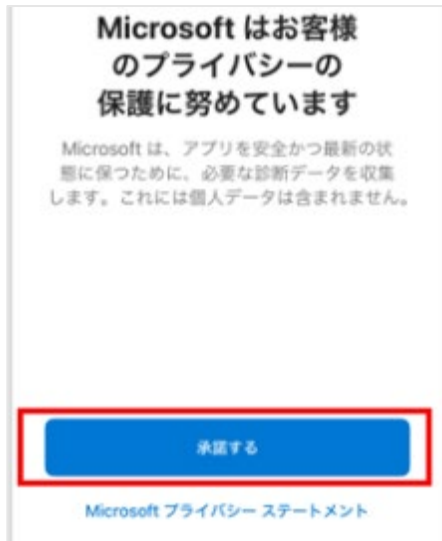 Microsoft はお客様
のプライバシーの
保護に努めています
Microsoft は、アプリを安全かつ最新の状
態に保つために、必要な診断データを収集
します。これには個人データは含まれません。
承諾する
Microsoft プライバシー ステートメント